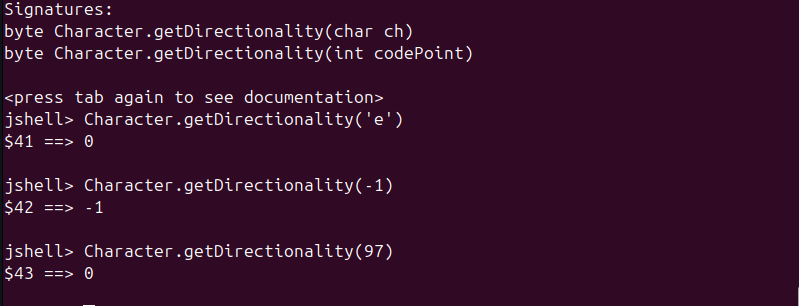 Signatures:
byte Character.getDirectionality(char ch)
byte Character.getDirectionality(int codePoint)
<press tab again to see documentation>
jshell> Character.getDirectionality('e')
$41 ==> 0
jshell> Character.getDirectionality(-1)
$42 ==> -1
jshell> Character.getDirectionality(97)
$43 ==> 0